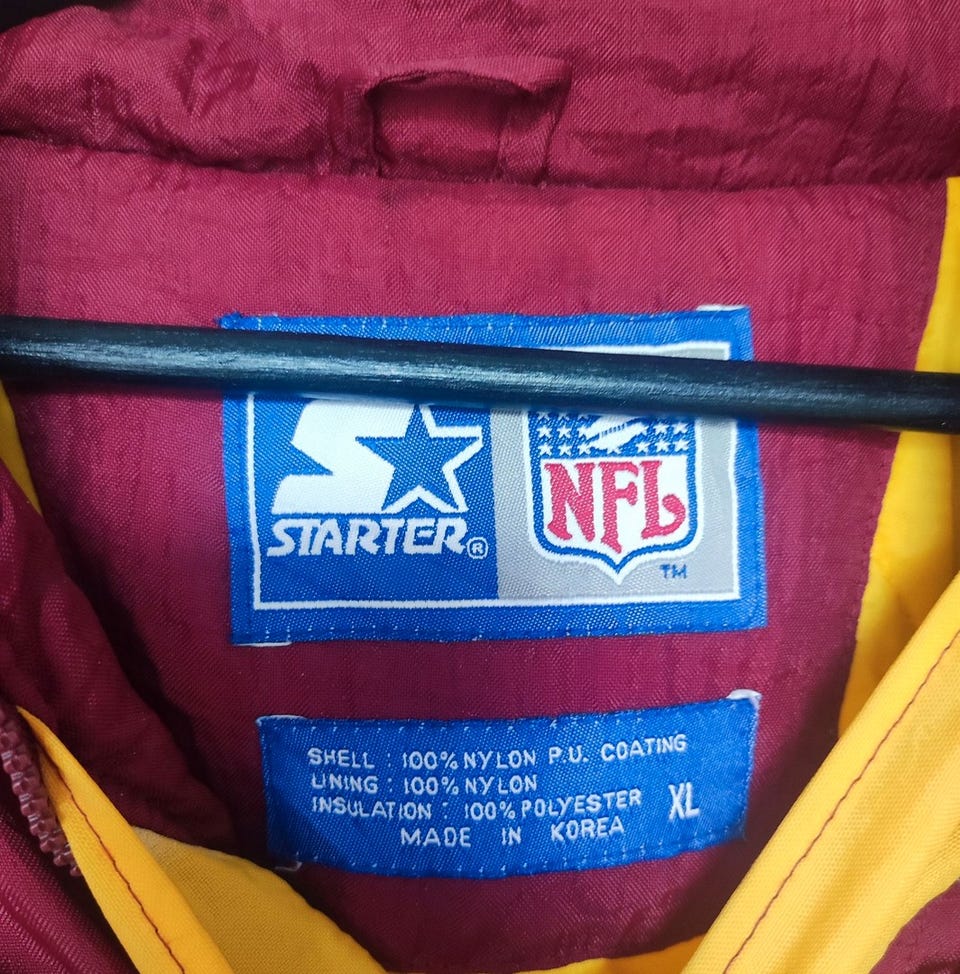 STARTER®
NFL
TM
SHELL : 100% NYLON P.U. COATING
LINING : 100% NYLON
INSULATION : 100% POLYESTER
XL
MADE IN KOREA